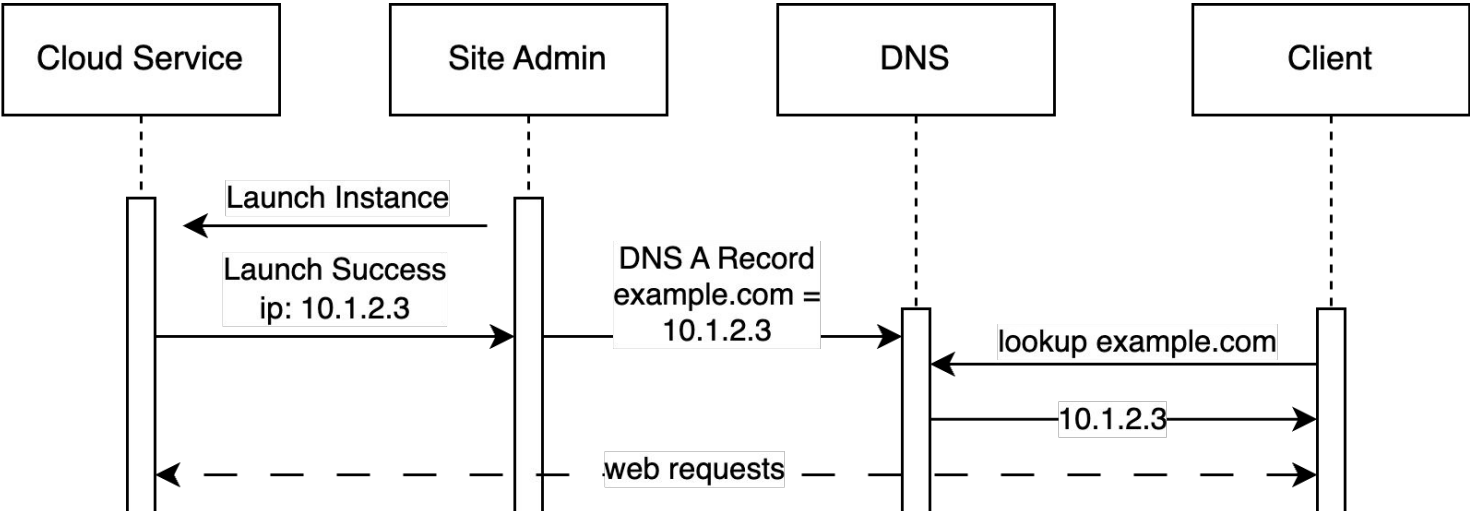 Cloud Service
Site Admin
DNS
Client
Launch Instance
Launch Success
ip: 10.1.2.3
DNS A Record
example.com =
10.1.2.3
lookup example.com
10.1.2.3
web requests